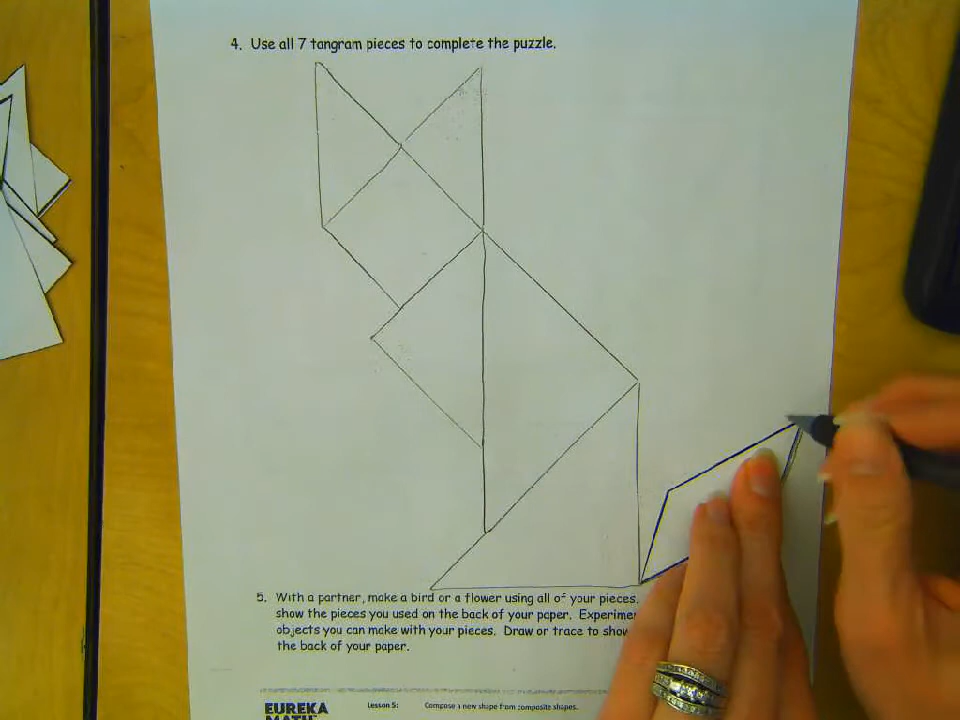 4. Use all 7 tangram pieces to complete the puzzle.
5. With a partner, make a bird or a flower using all of your pieces.
show the pieces you used on the back of your paper.
objects you can make with your pieces. Draw or trace to
the back of your paper.
EUREKA
MATH™
Lesson 5: Compose a new shape from composite shapes.